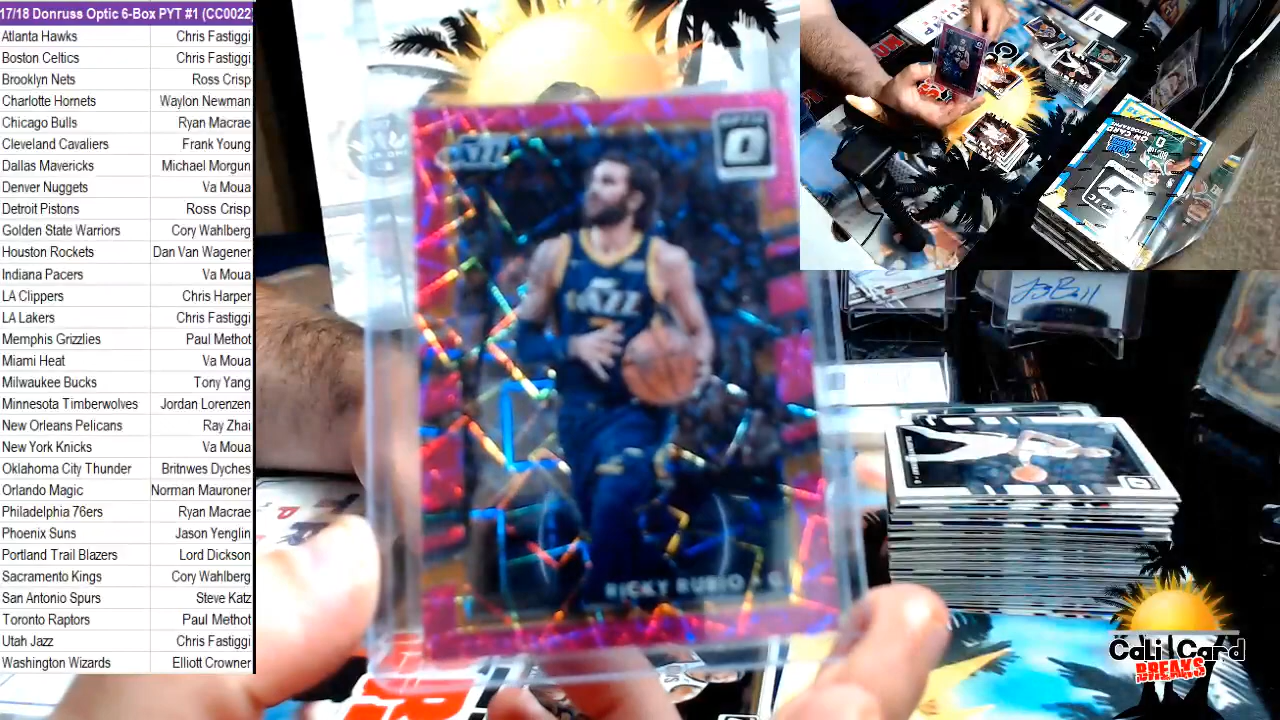 17/18 Donruss Optic 6-Box PYT #1 (CC0022
Atlanta Hawks Chris Fastiggi
Boston Celtics Chris Fastiggi
Brooklyn Nets Ross Crisp
Charlotte Hornets Waylon Newman
Chicago Bulls Ryan Macrae
Cleveland Cavaliers Frank Young
Dallas Mavericks Michael Morgun
Denver Nuggets Va Moua
Detroit Pistons Ross Crisp
Golden State Warriors Cory Wahlberg
Houston Rockets Dan Van Wagener
Indiana Pacers Va Moua
LA Clippers Chris Harper
LA Lakers Chris Fastiggi
Memphis Grizzlies Paul Methot
Miami Heat Va Moua
Milwaukee Bucks Tony Yang
Minnesota Timberwolves Jordan Lorenzen
New Orleans Pelicans Ray Zhai
New York Knicks Va Moua
Oklahoma City Thunder Britnwes Dyches
Orlando Magic Norman Mauroner
Philadelphia 76ers Ryan Macrae
Phoenix Suns Jason Yenglin
Portland Trail Blazers Lord Dickson
Sacramento Kings Cory Wahlberg
San Antonio Spurs Steve Katz
Toronto Raptors Paul Methot
Utah Jazz Chris Fastiggi
Washington Wizards Elliott Crowner
OPTIC
O
JAZZ
RICKY RUBIO • G
ON CARD
AUTOGRAPHS
Cali Card
BREAKS